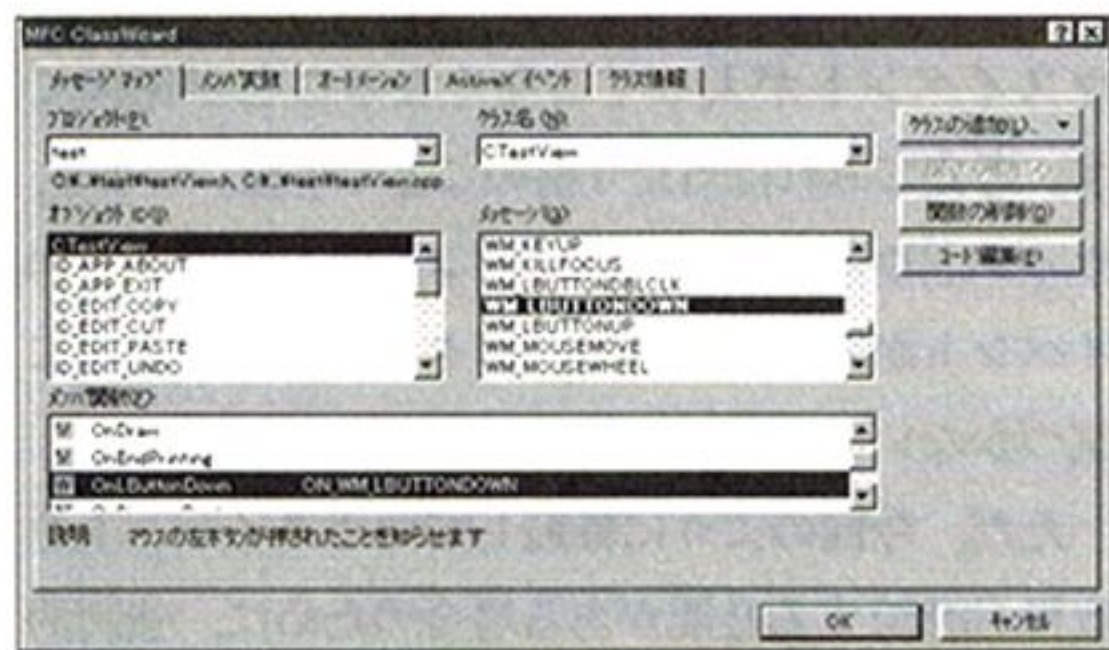 MFC ClassWizard
メッセージ マップ メンバ変数 オートメーション ActiveX イベント クラス情報
プロジェクト(P): クラス名(N):
test CTestView
クラスの追加(L)...
C:¥..¥test¥testView.h, C:¥..¥test¥testView.cpp
オブジェクト ID(I): メッセージ(G):
関数の削除(D)
コード編集(E)
CTestView
ID_APP_ABOUT
ID_APP_EXIT
ID_EDIT_COPY
ID_EDIT_CUT
ID_EDIT_PASTE
ID_EDIT_UNDO
WM_KEYUP
WM_KILLFOCUS
WM_LBUTTONDBLCLK
WM_LBUTTONDOWN
WM_LBUTTONUP
WM_MOUSEMOVE
WM_MOUSEWHEEL
メンバ関数(F):
OnDraw
OnEndPrinting
OnLButtonDown ON_WM_LBUTTONDOWN
説明: マウスの左ボタンが押されたことを知らせます
OK キャンセル